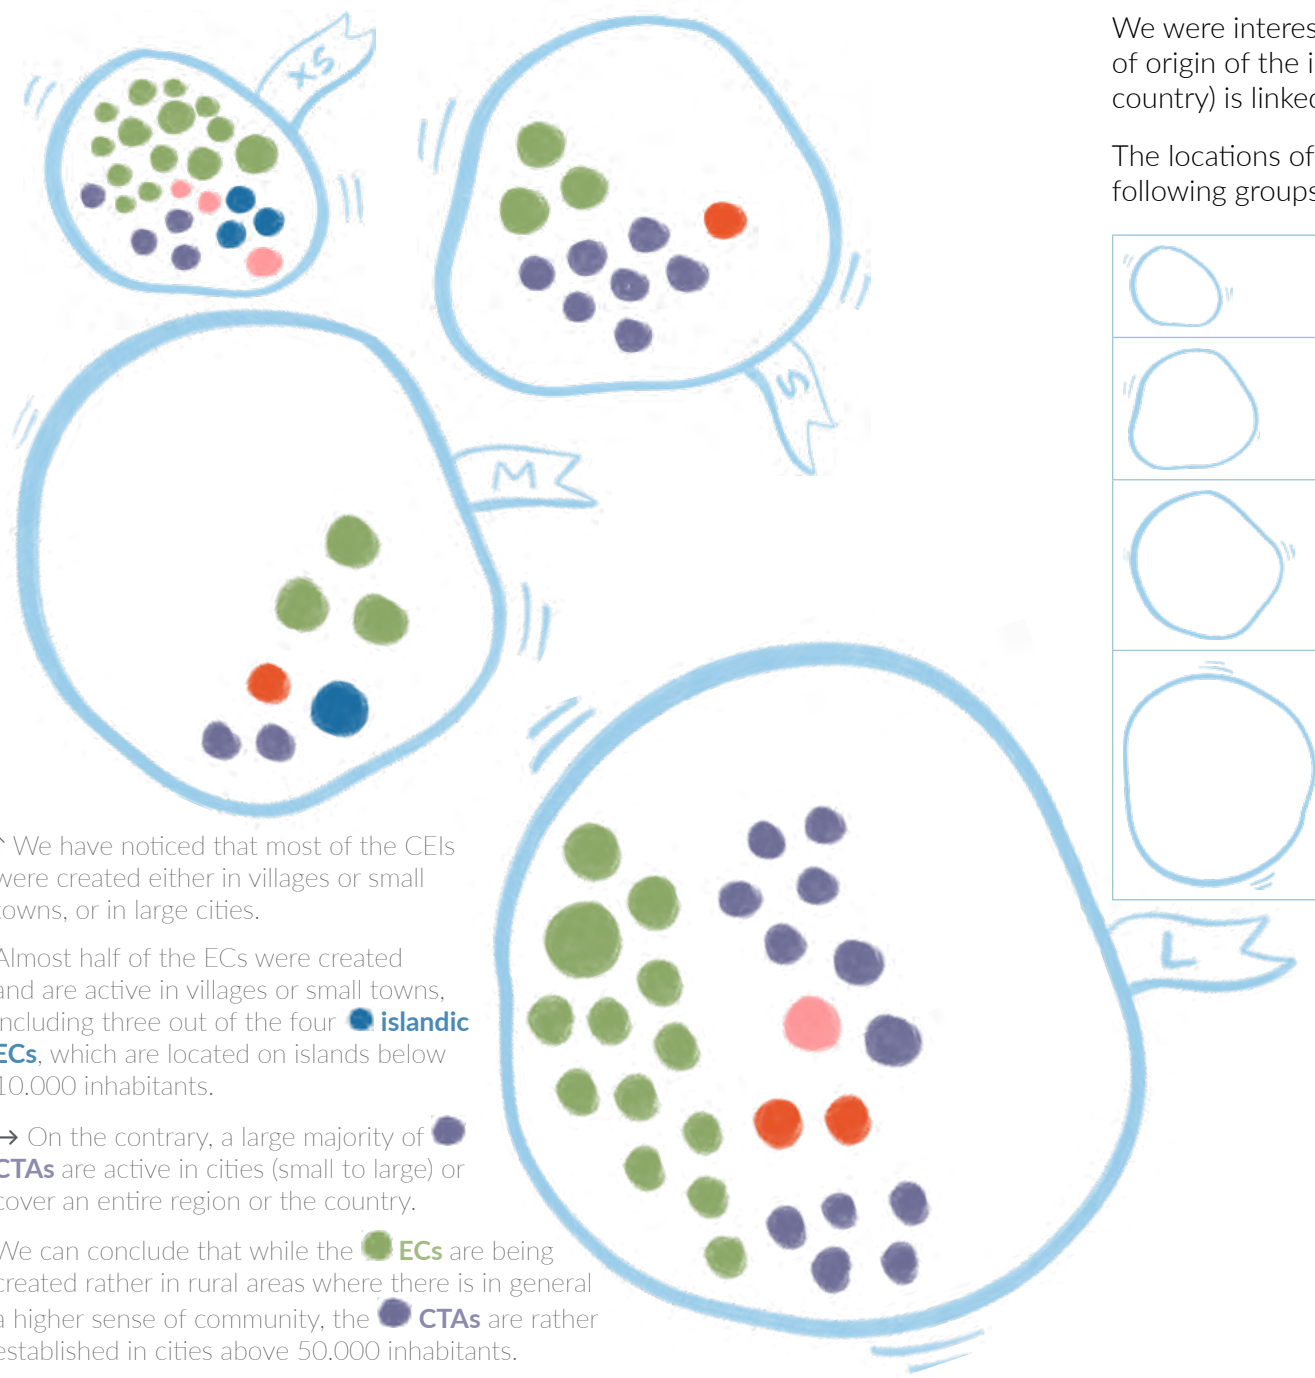 XS
S
M
L
We were interes
of origin of the i
country) is linked
The locations of
following groups
^ We have noticed that most of the CEIs
were created either in villages or small
towns, or in large cities.
Almost half of the ECs were created
and are active in villages or small towns,
including three out of the four islandic
ECs, which are located on islands below
10.000 inhabitants.
→ On the contrary, a large majority of
CTAs are active in cities (small to large) or
cover an entire region or the country.
We can conclude that while the ECs are being
created rather in rural areas where there is in general
a higher sense of community, the CTAs are rather
established in cities above 50.000 inhabitants.